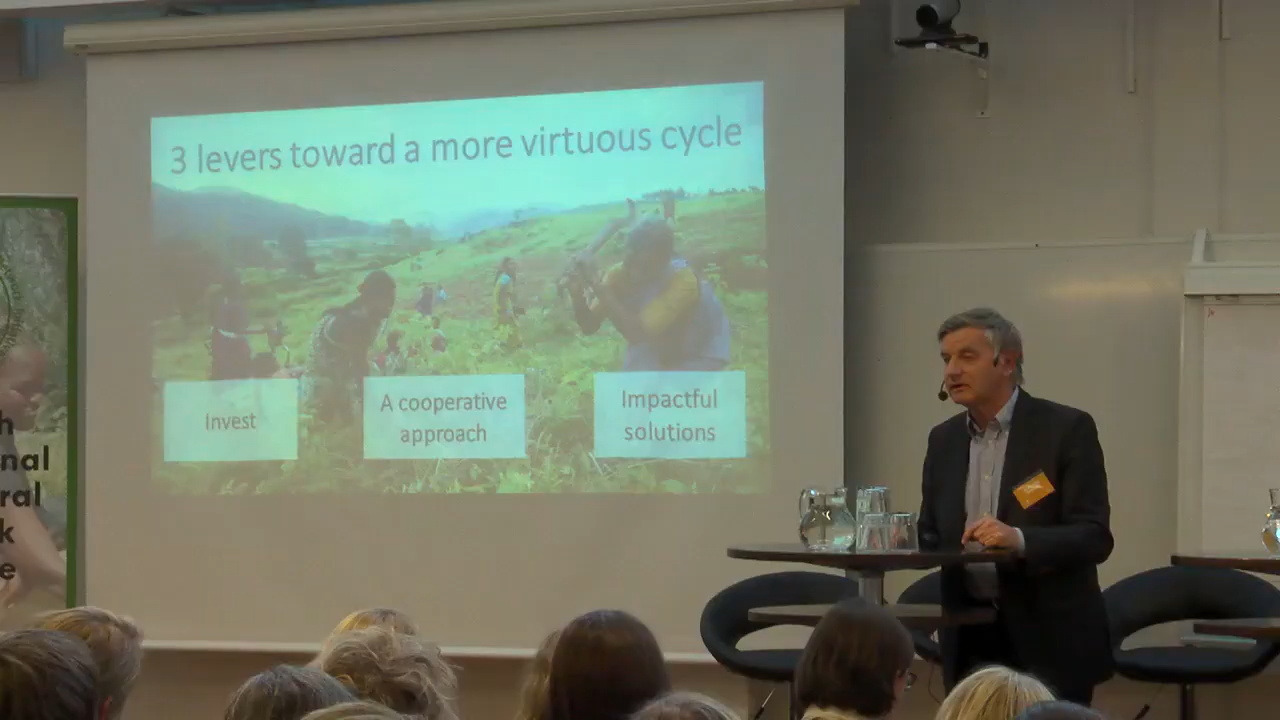 3 levers toward a more virtuous cycle
Invest
A cooperative
approach
Impactful
solutions
h
nal
ral
k
e